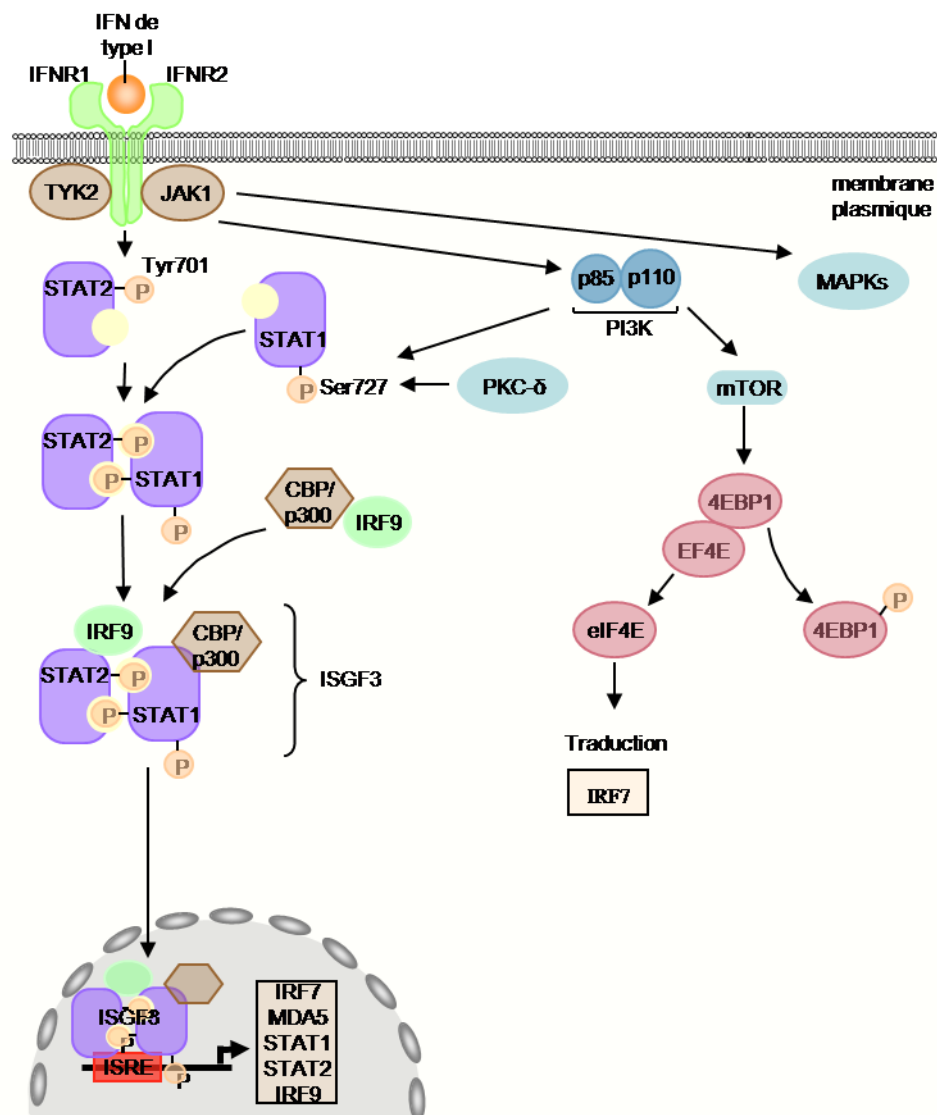 IFN de
type I
IFNR1
IFNR2
TYK2
JAK1
membrane
plasmique
Tyr701
STAT2
P
p85
p110
MAPKs
PI3K
STAT1
P
Ser727
PKC-δ
mTOR
STAT2
P
P
STAT1
P
CBP/
p300
IRF9
4EBP1
EF4E
P
IRF9
CBP/
p300
eIF4E
4EBP1
STAT2
P
ISGF3
P
STAT1
P
Traduction
IRF7
IRF7
ISGF3
MDA5
P
STAT1
ISRE
STAT2
P
IRF9